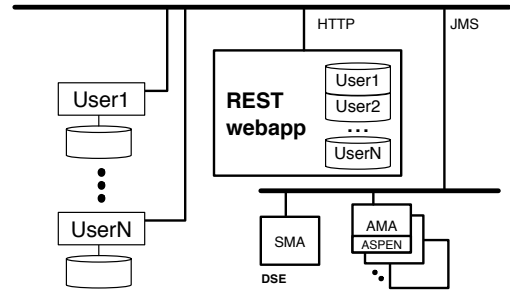 HTTP
JMS
User1
UserN
REST
webapp
User1
User2
...
UserN
SMA
DSE
AMA
ASPEN